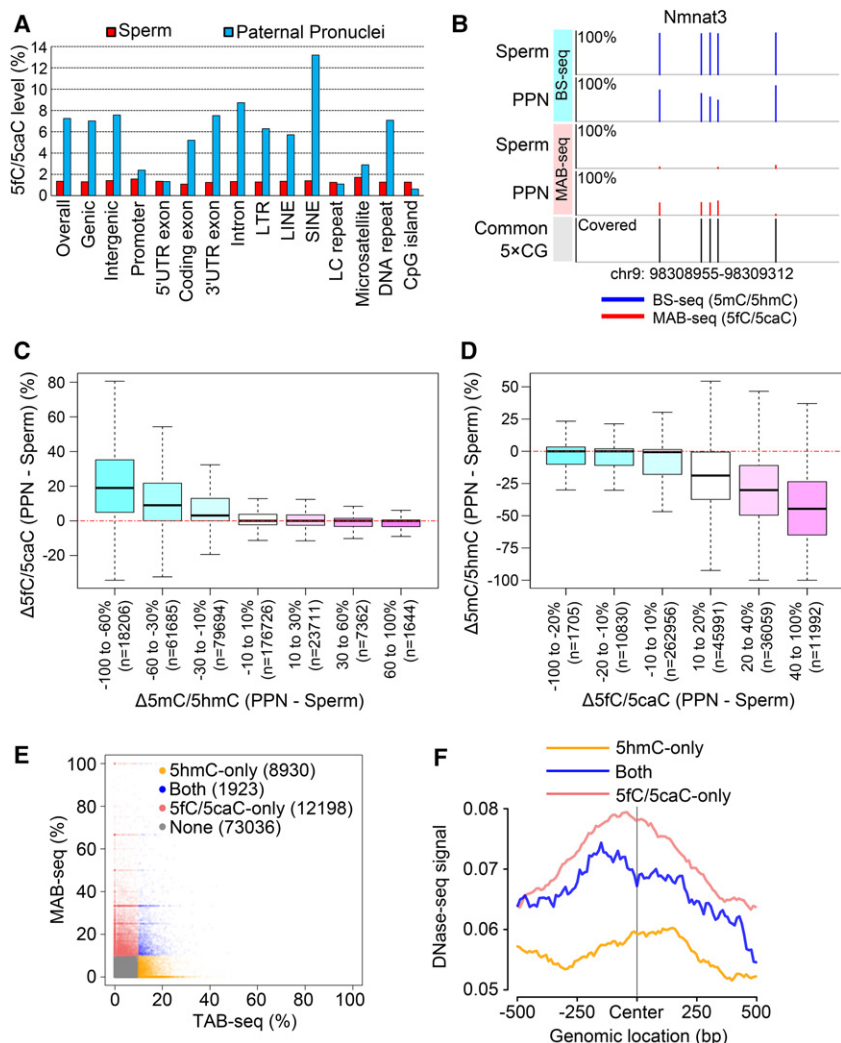 A
Sperm
Paternal Pronuclei
5fC/5caC level (%)
14
12
10
8
6
4
2
0
Overall
Genic
Intergenic
Promoter
5'UTR exon
Coding exon
3'UTR exon
Intron
LTR
LINE
SINE
LC repeat
Microsatellite
DNA repeat
CpG island
B
Nmnat3
Sperm
100%
PPN
100%
BS-seq
Sperm
100%
PPN
100%
MAB-seq
Common
5×CG
Covered
chr9: 98308955-98309312
BS-seq (5mC/5hmC)
MAB-seq (5fC/5caC)
C
Δ5fC/5caC (PPN - Sperm) (%)
80
60
40
20
0
-20
-100 to -60%
(n=18206)
-60 to -30%
(n=61685)
-30 to -10%
(n=79694)
-10 to 10%
(n=176726)
10 to 30%
(n=23711)
30 to 60%
(n=7362)
60 to 100%
(n=1644)
Δ5mC/5hmC (PPN - Sperm)
D
Δ5mC/5hmC (PPN - Sperm) (%)
50
25
0
-25
-50
-75
-100
-100 to -20%
(n=1705)
-20 to -10%
(n=10830)
-10 to 10%
(n=262956)
10 to 20%
(n=45991)
20 to 40%
(n=36059)
40 to 100%
(n=11992)
Δ5fC/5caC (PPN - Sperm)
E
MAB-seq (%)
100
80
60
40
20
0
5hmC-only (8930)
Both (1923)
5fC/5caC-only (12198)
None (73036)
0 20 40 60 80 100
TAB-seq (%)
F
5hmC-only
Both
5fC/5caC-only
DNase-seq signal
0.08
0.07
0.06
0.05
-500 -250 Center 250 500
Genomic location (bp)